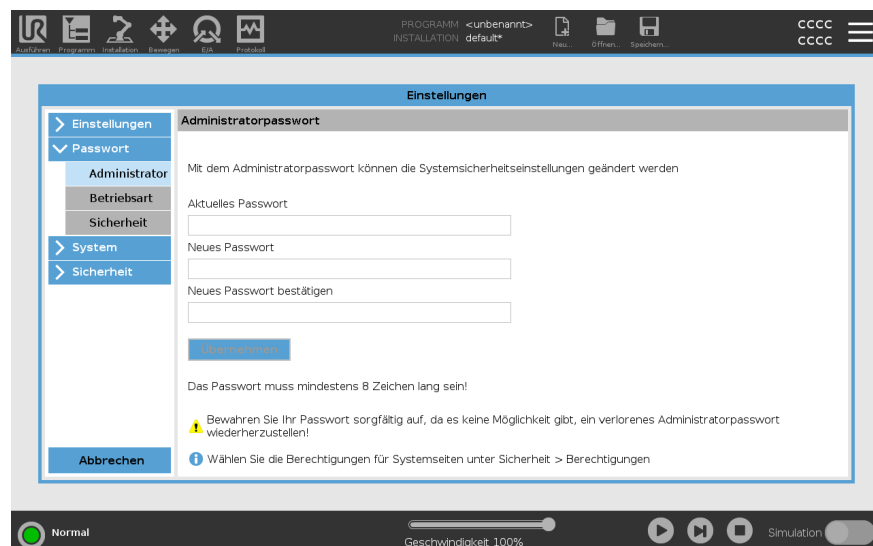 PROGRAMM <unbenannt>
INSTALLATION default*
CCCC
CCCC
Ausführen Programm Installation Bewegen E/A Protokoll
Neu... Öffnen... Speichern...
Einstellungen
Einstellungen
Passwort
Administrator
Betriebsart
Sicherheit
System
Sicherheit
Abbrechen
Administratorpasswort
Mit dem Administratorpasswort können die Systemsicherheitseinstellungen geändert werden
Aktuelles Passwort
Neues Passwort
Neues Passwort bestätigen
Übernehmen
Das Passwort muss mindestens 8 Zeichen lang sein!
Bewahren Sie Ihr Passwort sorgfältig auf, da es keine Möglichkeit gibt, ein verlorenes Administratorpasswort
wiederherzustellen!
Wählen Sie die Berechtigungen für Systemseiten unter Sicherheit > Berechtigungen
Normal
Geschwindigkeit 100%
Simulation